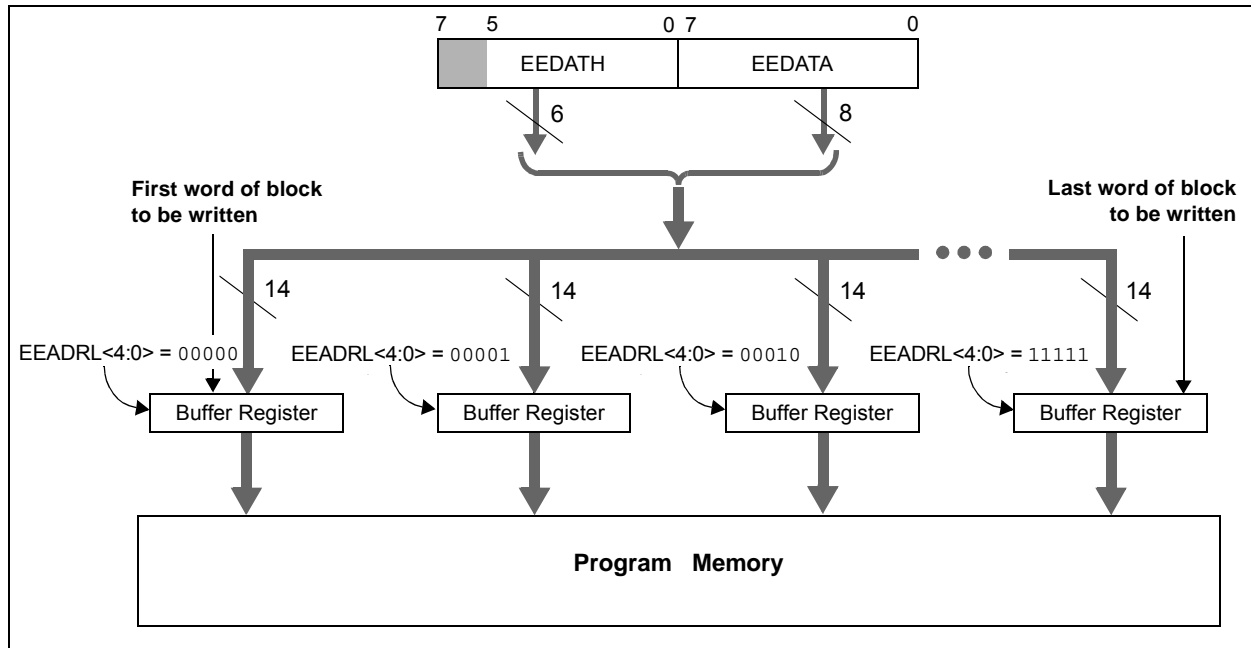 7 5 0 7 0
EEDATH EEDATA
6 8
First word of block
to be written
Last word of block
to be written
14 14 14 14
EEADRL<4:0> = 00000 EEADRL<4:0> = 00001 EEADRL<4:0> = 00010 EEADRL<4:0> = 11111
Buffer Register Buffer Register Buffer Register Buffer Register
Program Memory